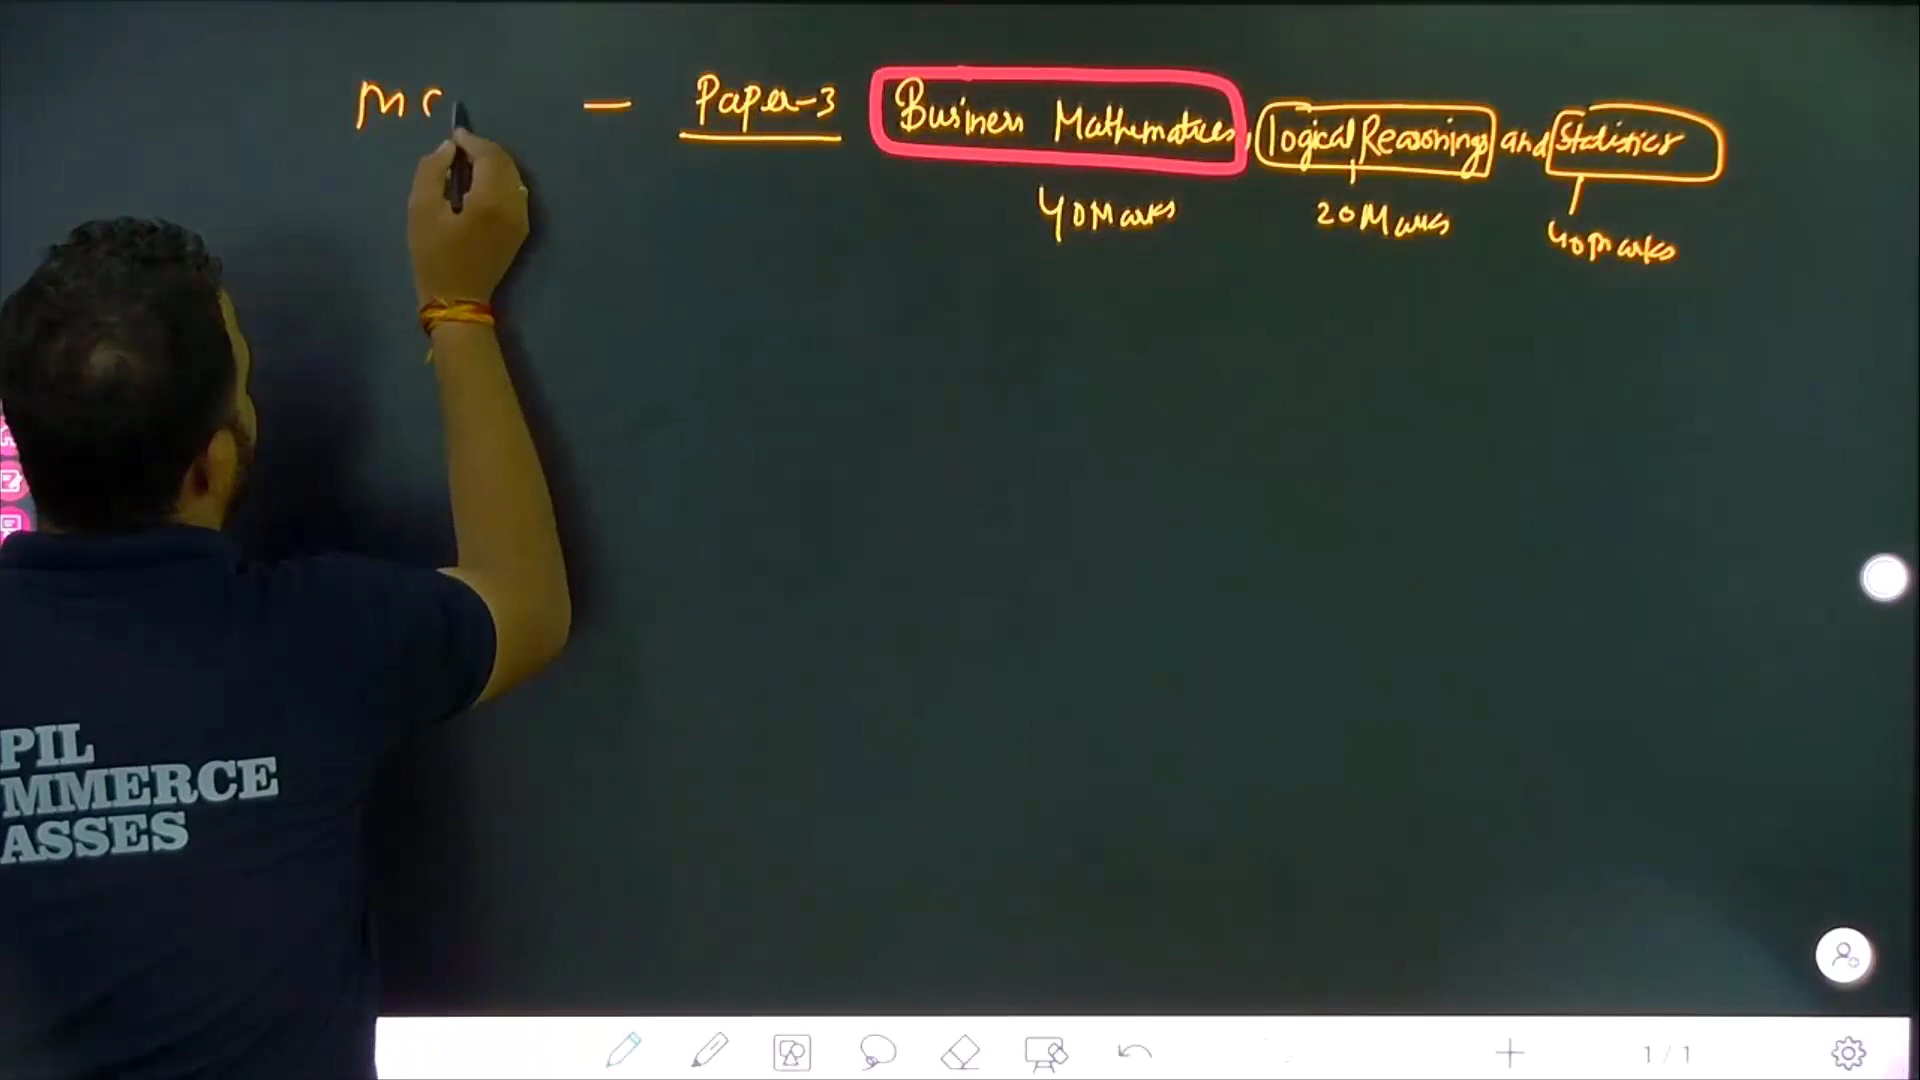 MC — Paper-3 Business Mathematics, logical Reasonings and Statistics
40 Marks 20 Marks 40 Marks
PIL
MMERCE
ASSES
1/1